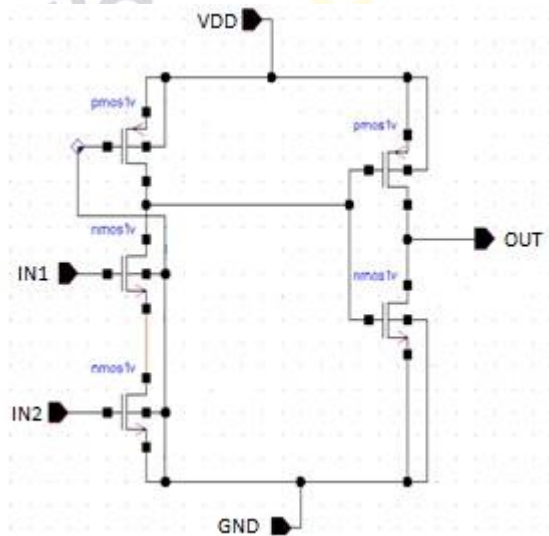 VDD
pmos1v
pmos1v
nmos1v
IN1
OUT
nmos1v
nmos1v
IN2
GND